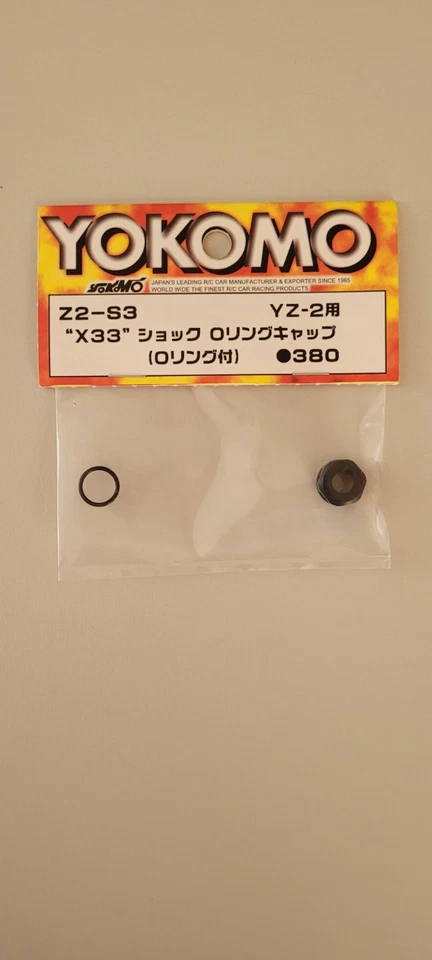 YOKOMO
YOKOMO JAPAN'S LEADING R/C CAR MANUFACTURER & EXPORTER SINCE 1965
WORLD WIDE THE FINEST R/C CAR RACING PRODUCTS
Z2-S3 YZ-2用
“X33” ショック Oリングキャップ
(Oリング付) ●380